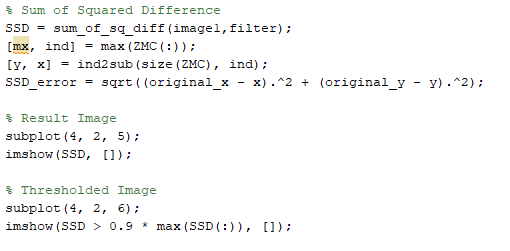 % Sum of Squared Difference
SSD = sum_of_sq_diff(image1,filter);
[mx, ind] = max(ZMC(:));
[y, x] = ind2sub(size(ZMC), ind);
SSD_error = sqrt((original_x - x).^2 + (original_y - y).^2);
% Result Image
subplot(4, 2, 5);
imshow(SSD, []);
% Thresholded Image
subplot(4, 2, 6);
imshow(SSD > 0.9 * max(SSD(:)), []);